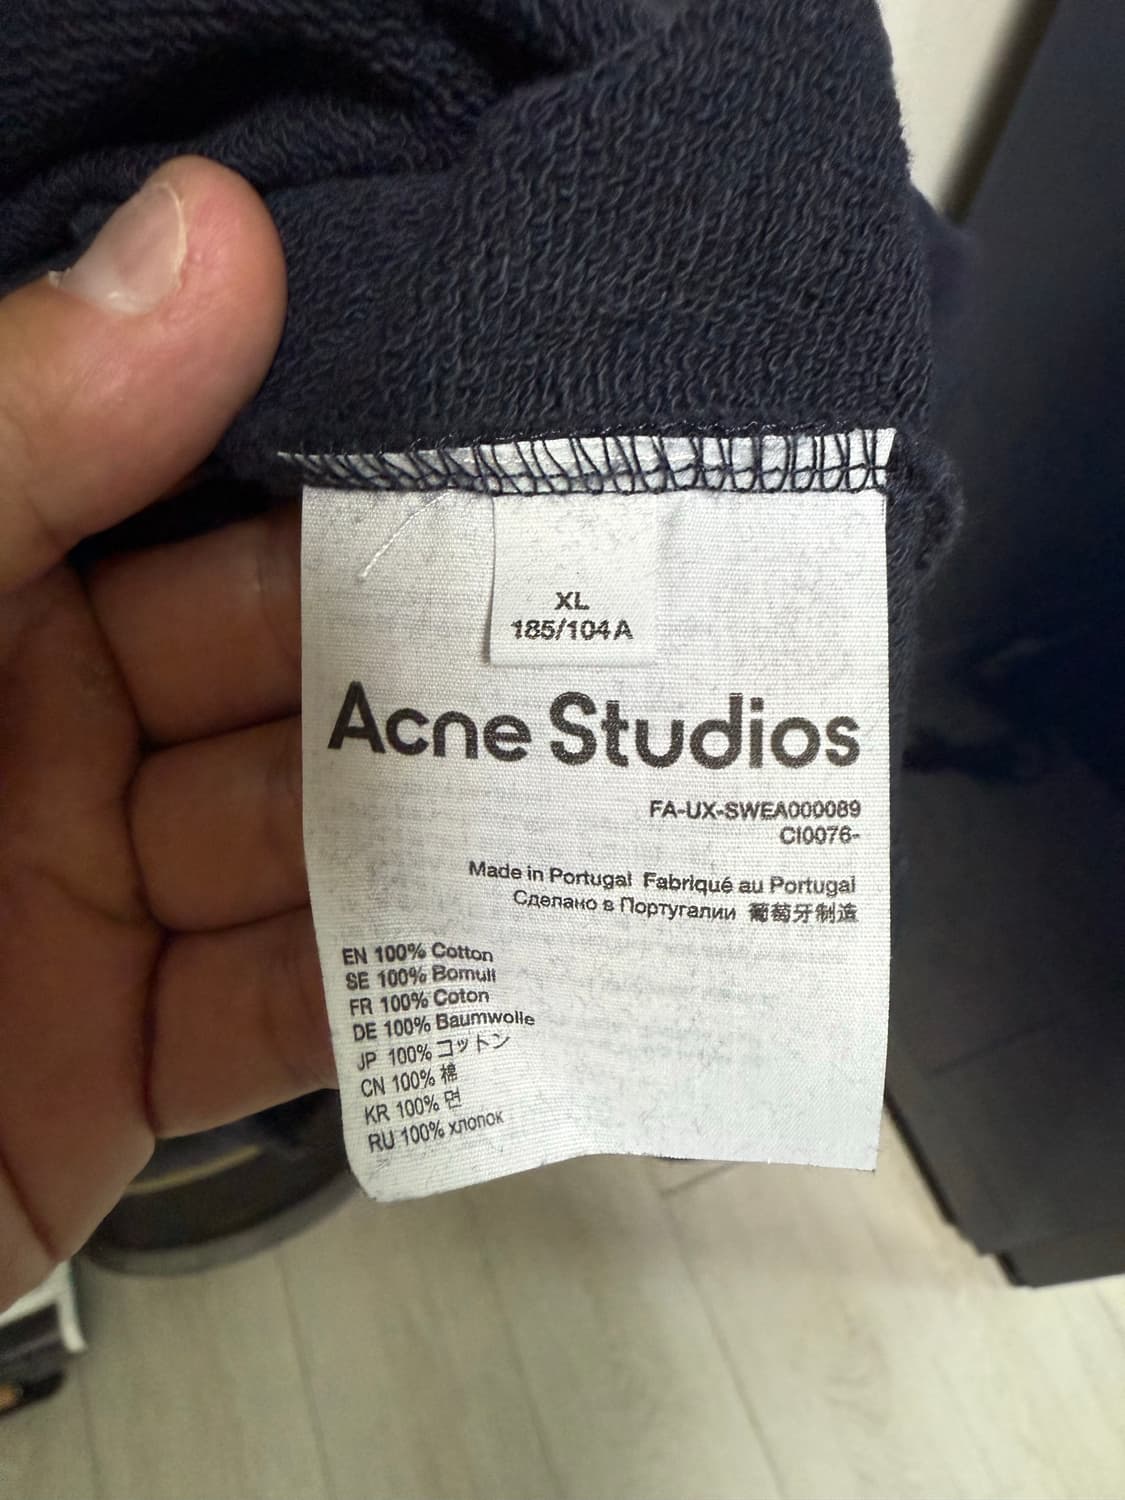 XL
185/104A
Acne Studios
FA-UX-SWEA000089
CI0076-
Made in Portugal Fabriqué au Portugal
Сделано в Португалии 葡萄牙制造
EN 100% Cotton
SE 100% Bomull
FR 100% Coton
DE 100% Baumwolle
JP 100% コットン
CN 100% 棉
KR 100% 면
RU 100% хлопок